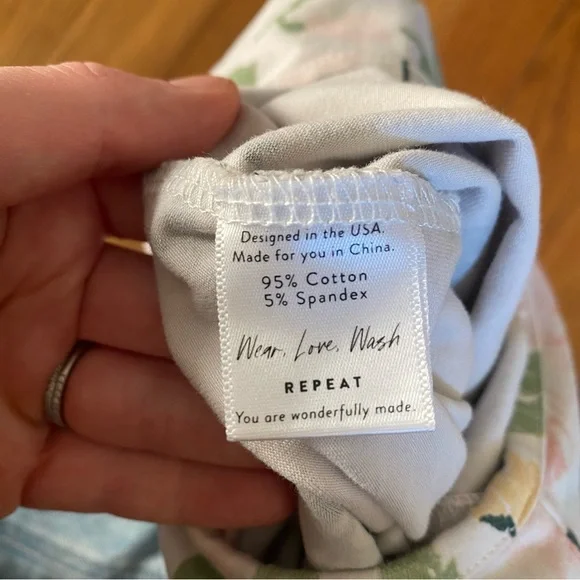 Designed in the USA.
Made for you in China.
95% Cotton
5% Spandex
Wear, Love, Wash
REPEAT
You are wonderfully made.